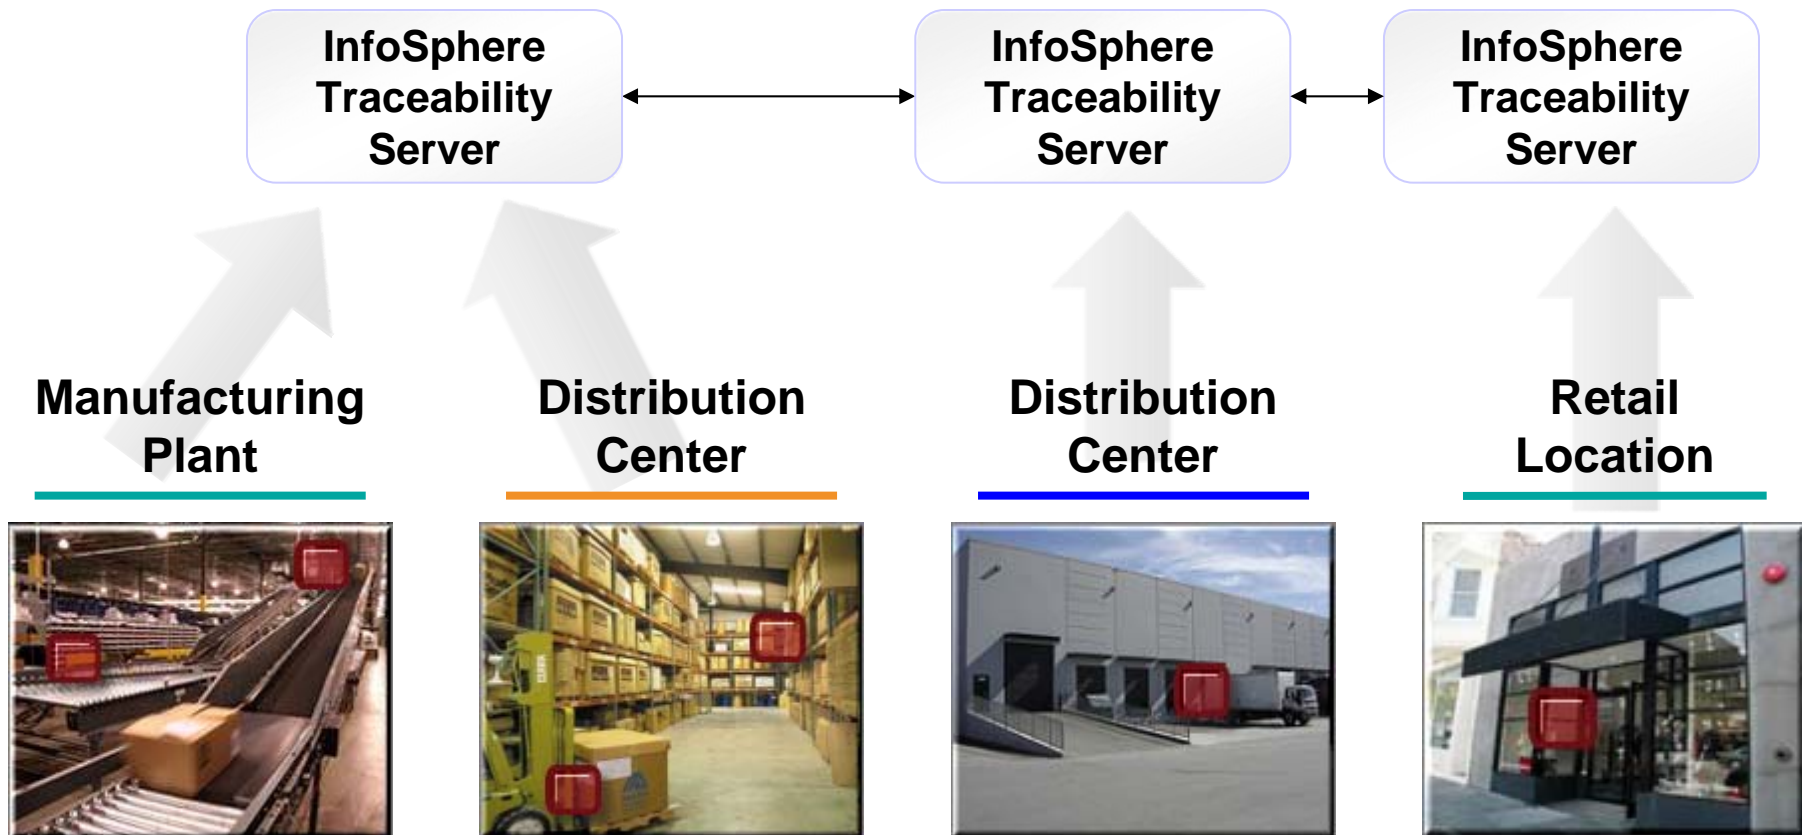 InfoSphere
Traceability
Server
InfoSphere
Traceability
Server
InfoSphere
Traceability
Server
Manufacturing
Plant
Distribution
Center
Distribution
Center
Retail
Location